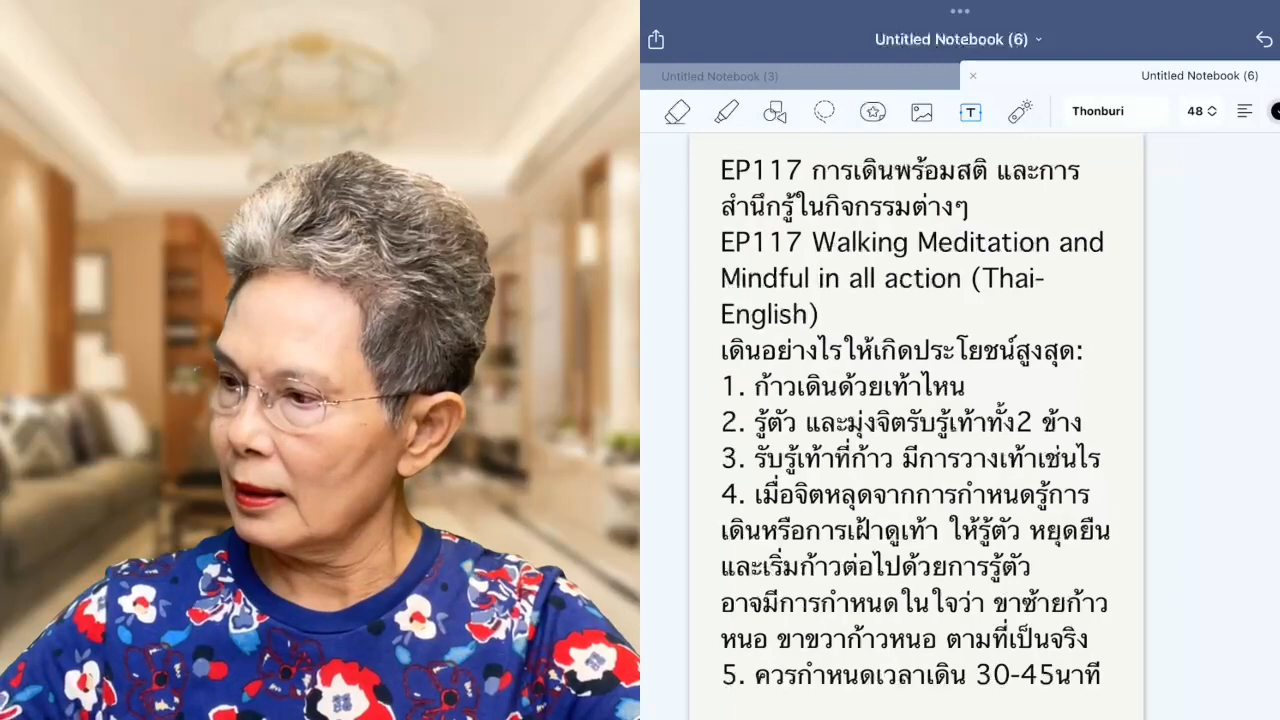 Untitled Notebook (6)
Untitled Notebook (3)
Untitled Notebook (6)
T
Thonburi
48
EP117 การเดินพร้อมสติ และการ
สำนึกรู้ในกิจกรรมต่างๆ
EP117 Walking Meditation and
Mindful in all action (Thai-
English)
เดินอย่างไรให้เกิดประโยชน์สูงสุด:
1. ก้าวเดินด้วยเท้าไหน
2. รู้ตัว และมุ่งจิตรับรู้เท้าทั้ง2 ข้าง
3. รับรู้เท้าที่ก้าว มีการวางเท้าเช่นไร
4. เมื่อจิตหลุดจากการกำหนดรู้การ
เดินหรือการเฝ้าดูเท้า ให้รู้ตัว หยุดยืน
และเริ่มก้าวต่อไปด้วยการรู้ตัว
อาจมีการกำหนดในใจว่า ขาซ้ายก้าว
หนอ ขาขวาก้าวหนอ ตามที่เป็นจริง
5. ควรกำหนดเวลาเดิน 30-45นาที